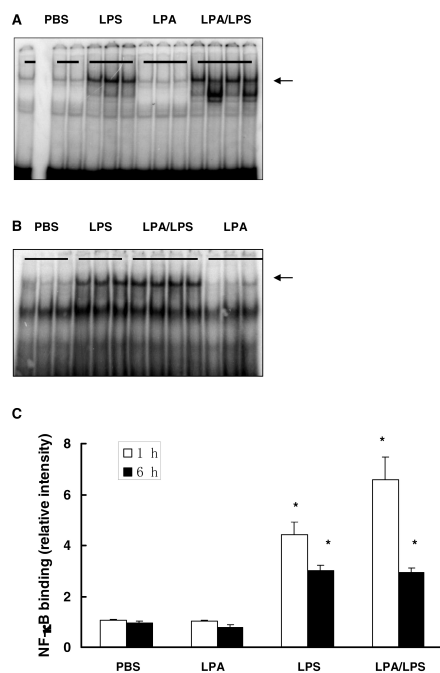 A
PBS LPS LPA LPA/LPS
B
PBS LPS LPA/LPS LPA
C
NF-κB binding (relative intensity)
8
6
4
2
0
1 h
6 h
*
*
*
*
PBS LPA LPS LPA/LPS